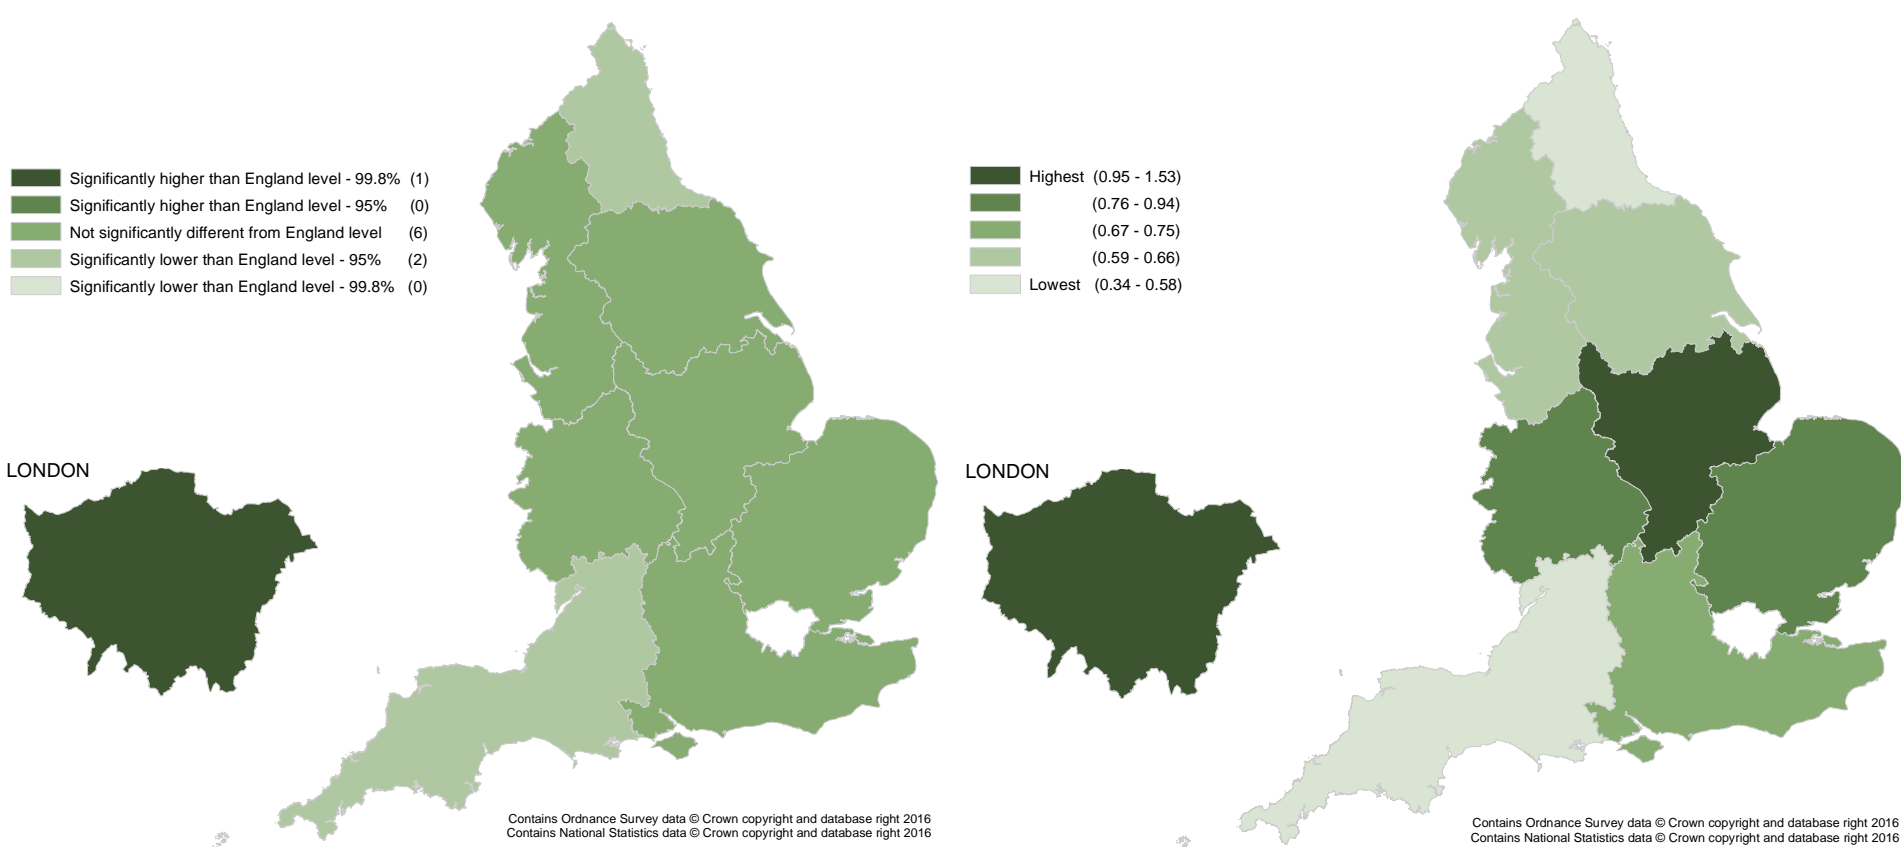 Significantly higher than England level - 99.8% (1)
Significantly higher than England level - 95% (0)
Not significantly different from England level (6)
Significantly lower than England level - 95% (2)
Significantly lower than England level - 99.8% (0)
LONDON
Contains Ordnance Survey data © Crown copyright and database right 2016
Contains National Statistics data © Crown copyright and database right 2016
Highest (0.95 - 1.53)
(0.76 - 0.94)
(0.67 - 0.75)
(0.59 - 0.66)
Lowest (0.34 - 0.58)
LONDON
Contains Ordnance Survey data © Crown copyright and database right 2016
Contains National Statistics data © Crown copyright and database right 2016